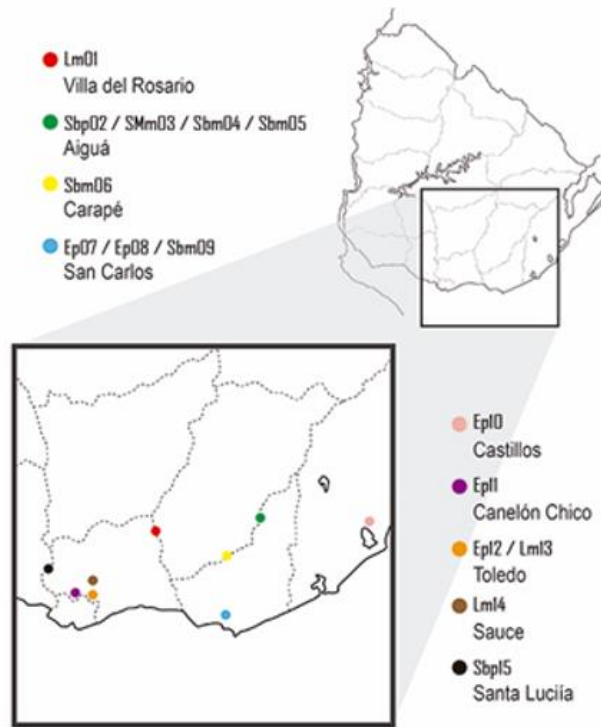 Lm01
Villa del Rosario
Sbp02 / SMm03 / Sbm04 / Sbm05
Aiguá
Sbm06
Carapé
Ep07 / Ep08 / Sbm09
San Carlos
Ep10
Castillos
Ep11
Canelón Chico
Ep12 / Lm13
Toledo
Lm14
Sauce
Sbp15
Santa Luciía